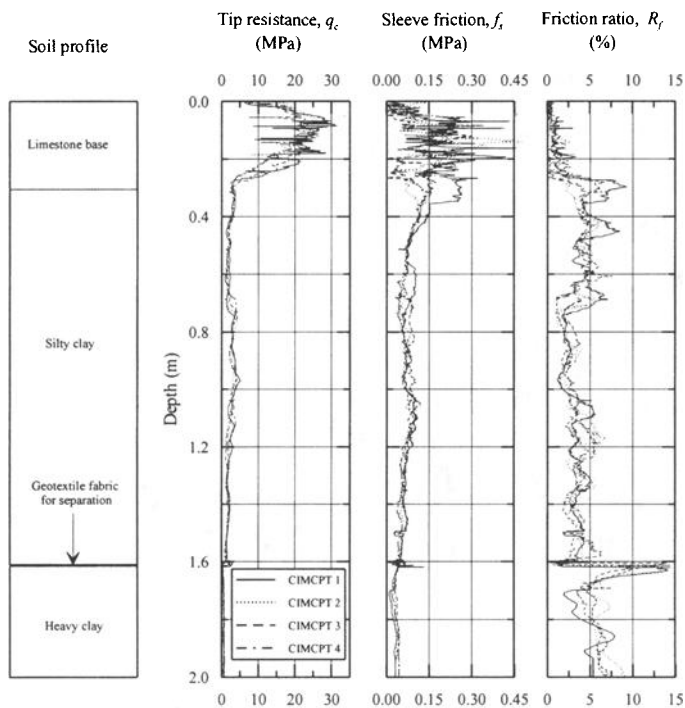 Soil profile
Tip resistance, q_c
(MPa)
Sleeve friction, f_s
(MPa)
Friction ratio, R_f
(%)
0 10 20 30
0.00 0.15 0.30 0.45
0 5 10 15
0.0
0.4
0.8
1.2
1.6
2.0
Depth (m)
Limestone base
Silty clay
Geotextile fabric
for separation
Heavy clay
CIMCPT 1
CIMCPT 2
CIMCPT 3
CIMCPT 4
0 10 20 30
0.00 0.15 0.30 0.45
0 5 10 15